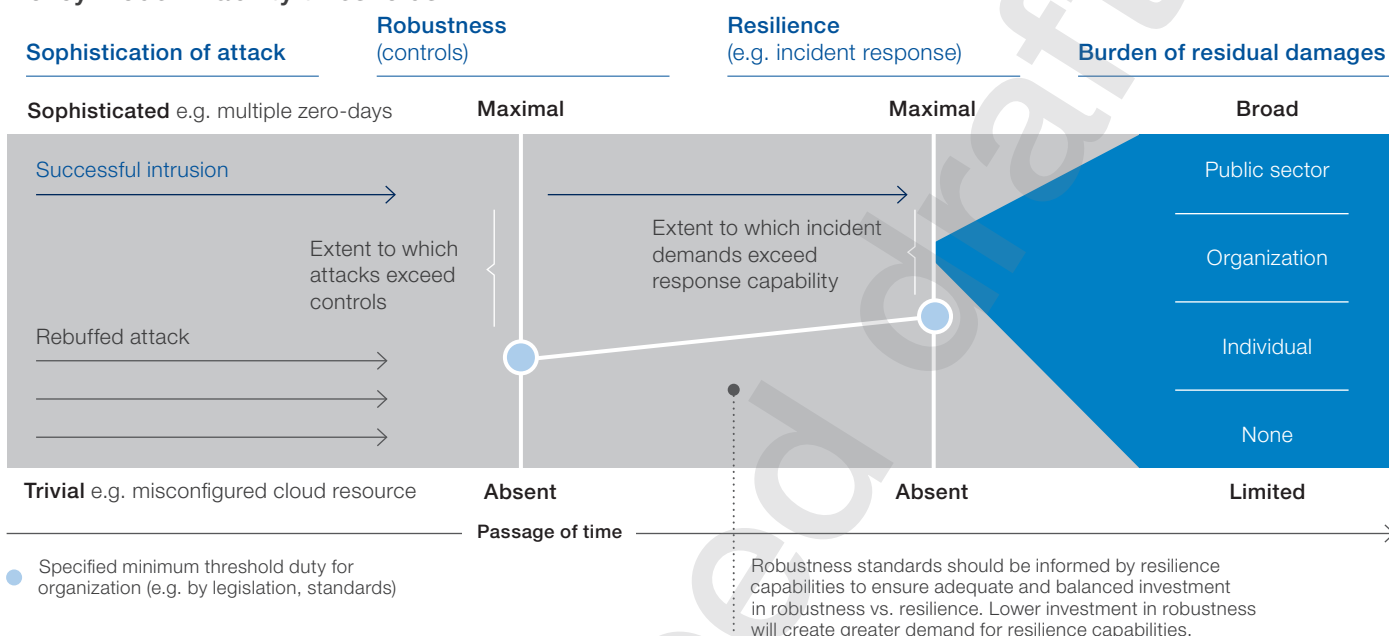 Robustness
(controls)
Resilience
(e.g. incident response)
Sophistication of attack
Burden of residual damages
Sophisticated e.g. multiple zero-days
Maximal
Maximal
Broad
Successful intrusion
Extent to which
attacks exceed
controls
Rebuffed attack
Extent to which incident
demands exceed
response capability
Public sector
Organization
Individual
None
Trivial e.g. misconfigured cloud resource
Absent
Absent
Limited
Passage of time
Specified minimum threshold duty for
organization (e.g. by legislation, standards)
Robustness standards should be informed by resilience
capabilities to ensure adequate and balanced investment
in robustness vs. resilience. Lower investment in robustness
will create greater demand for resilience capabilities.